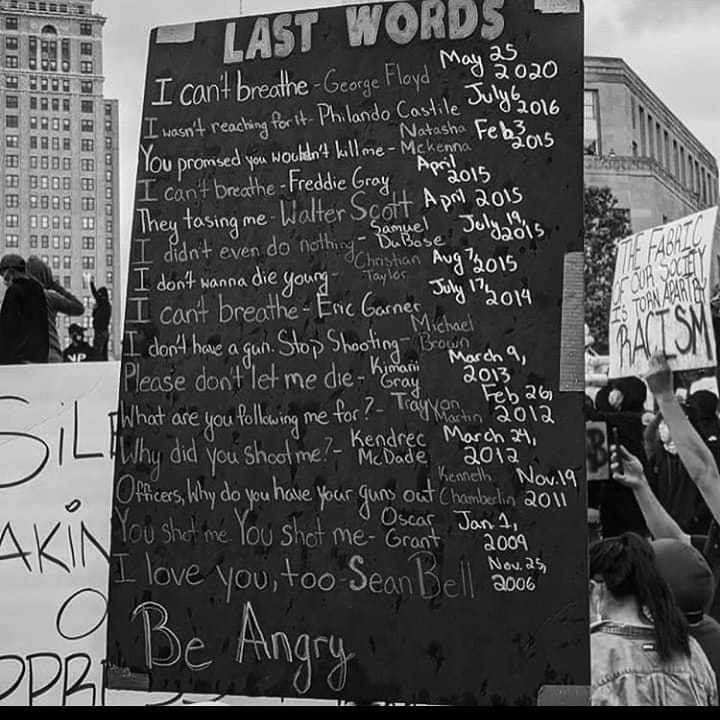 LAST WORDS
I can't breathe - George Floyd May 25 2020
I wasn't reaching for it - Philando Castile July 6 2016
You promised you wouldn't kill me - Natasha Mckenna Feb 3 2015
I can't breathe - Freddie Gray April 2015
They tasing me - Walter Scott April 2015
I didn't even do nothing - Samuel DuBose July 19, 2015
I don't wanna die young - Christian Taylor Aug 7, 2015
I can't breathe - Eric Garner July 17, 2014
I don't have a gun. Stop Shooting - Michael Brown
Please don't let me die - Kimani Gray March 9, 2013
What are you following me for? - Trayvon Martin Feb 26, 2012
Why did you shoot me? - Kendrec McDade March 24, 2012
Officers, Why do you have your guns out Kenneth Chamberlin Nov. 19 2011
You shot me. You shot me - Oscar Grant Jan 1, 2009
I love you, too - Sean Bell Nov. 25, 2006
Be Angry
THE FABRIC
OF OUR SOCIETY
IS TORN APART BY
RACISM
SIL
AKIN
O
PPR